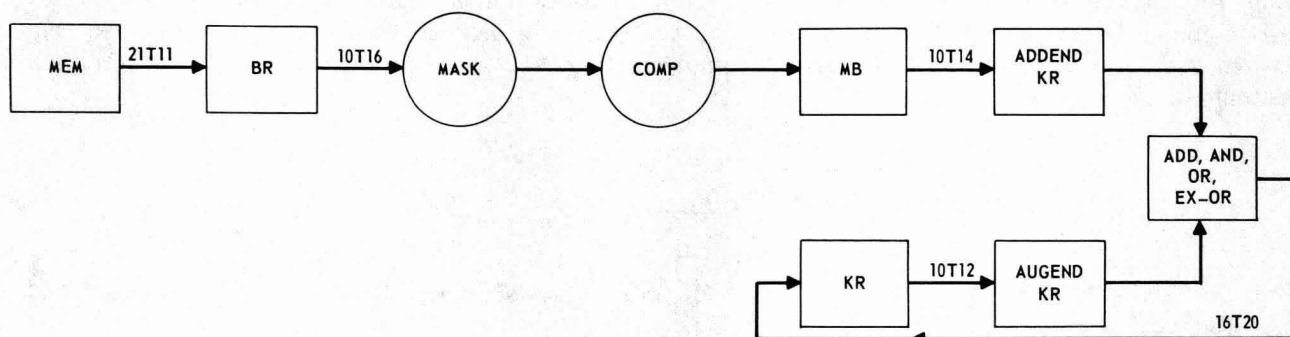 MEM
21T11
BR
10T16
MASK
COMP
MB
10T14
ADDEND
KR
ADD, AND,
OR,
EX-OR
KR
10T12
AUGEND
KR
16T20